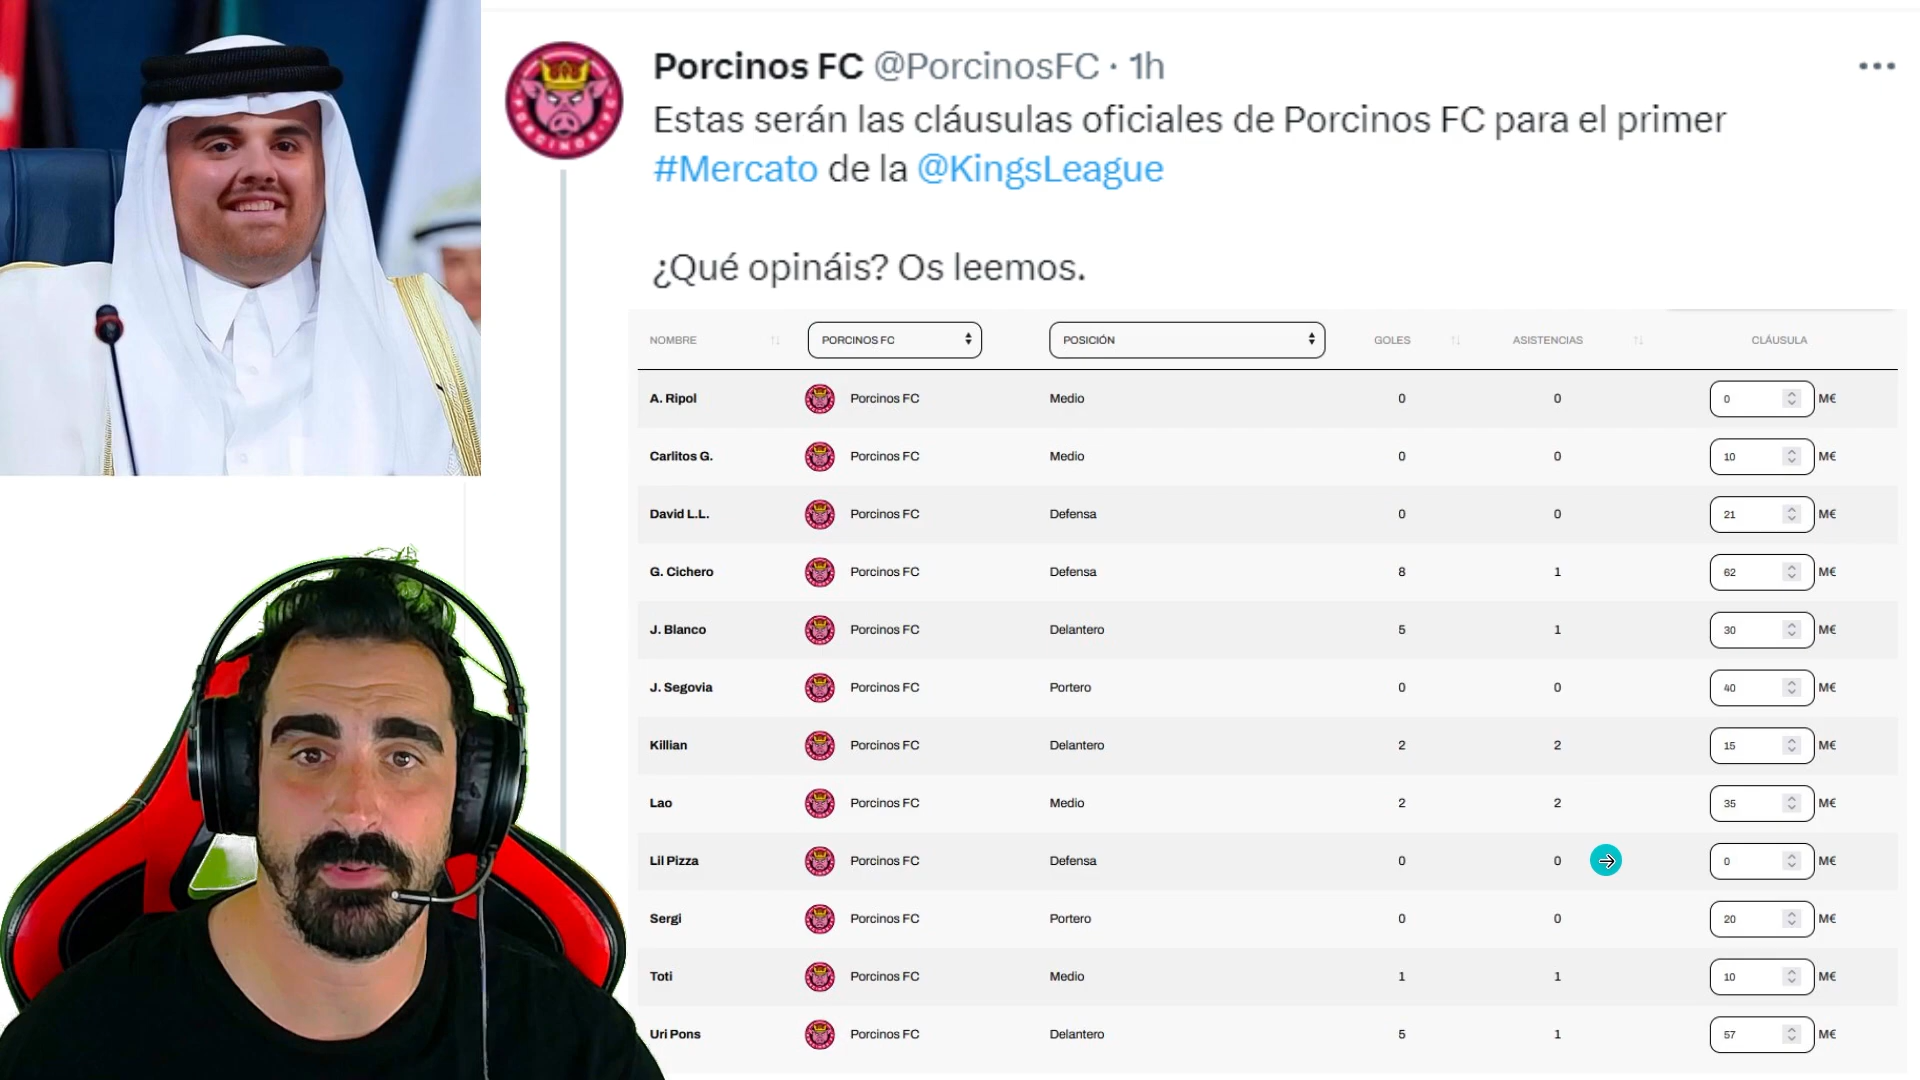 Porcinos FC @PorcinosFC · 1h
Estas serán las cláusulas oficiales de Porcinos FC para el primer
#Mercato de la @KingsLeague
¿Qué opináis? Os leemos.
NOMBRE PORCINOS FC POSICIÓN GOLES ASISTENCIAS CLÁUSULA
A. Ripol Porcinos FC Medio 0 0 0 M€
Carlitos G. Porcinos FC Medio 0 0 10 M€
David L.L. Porcinos FC Defensa 0 0 21 M€
G. Cichero Porcinos FC Defensa 8 1 62 M€
J. Blanco Porcinos FC Delantero 5 1 30 M€
J. Segovia Porcinos FC Portero 0 0 40 M€
Killian Porcinos FC Delantero 2 2 15 M€
Lao Porcinos FC Medio 2 2 35 M€
Lil Pizza Porcinos FC Defensa 0 0 0 M€
Sergi Porcinos FC Portero 0 0 20 M€
Toti Porcinos FC Medio 1 1 10 M€
Uri Pons Porcinos FC Delantero 5 1 57 M€